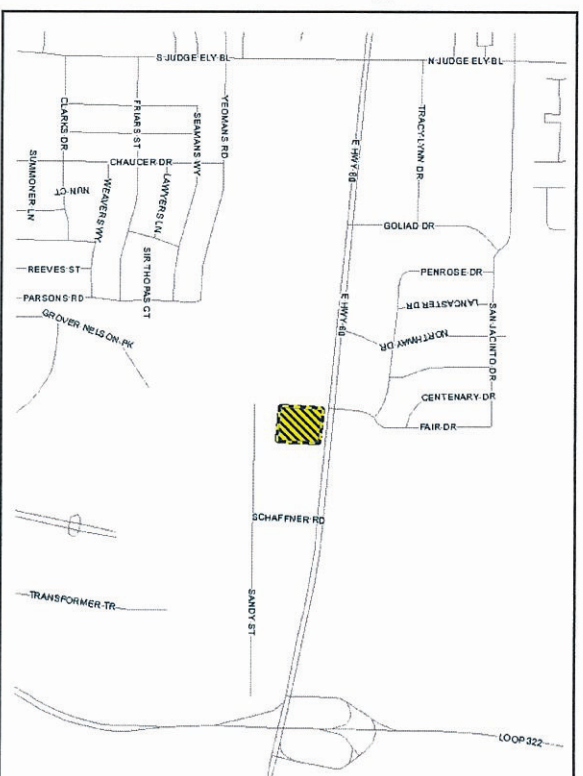 S JUDGE ELY BL
N JUDGE ELY BL
CLARKS DR
FRIARS ST
SEAMANS WY
YEOMANS RD
E HWY 80
TRACY LYNN DR
SUMMONER LN
NUN CT
CHAUCER DR
WEAVERS WY
LAWYERS LN
GOLIAD DR
SIR THOPAS CT
REEVES ST
PENROSE DR
PARSONS RD
LANCASTER DR
GROVER NELSON PK
E HWY 80
NORTHWAY DR
SAN JACINTO DR
CENTENARY DR
FAIR DR
SCHAFFNER RD
TRANSFORMER TR
SANDY ST
LOOP 322